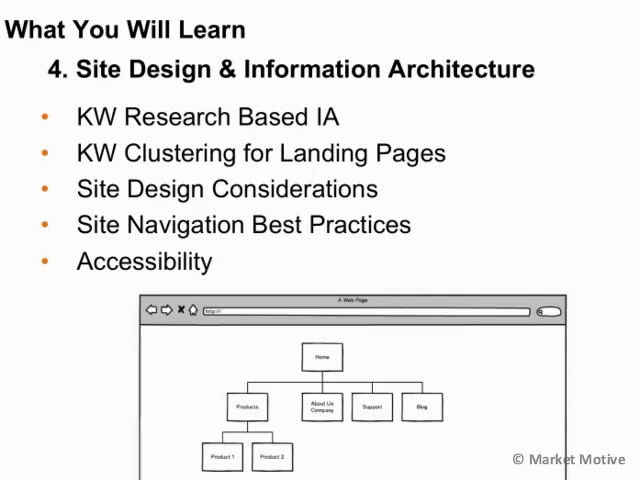 What You Will Learn
4. Site Design & Information Architecture
• KW Research Based IA
• KW Clustering for Landing Pages
• Site Design Considerations
• Site Navigation Best Practices
• Accessibility
A Web Page
http://
Home
Products
About Us
Company
Support
Blog
Product 1
Product 2
© Market Motive